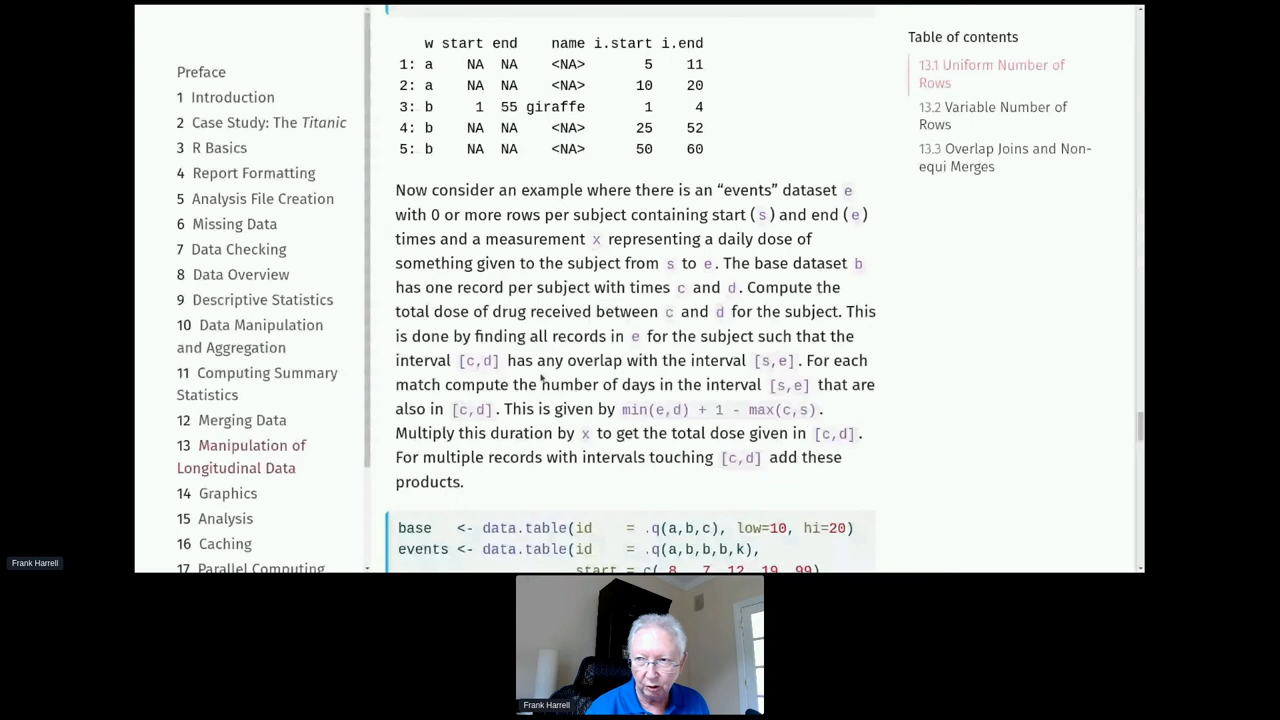 Preface
1 Introduction
2 Case Study: The Titanic
3 R Basics
4 Report Formatting
5 Analysis File Creation
6 Missing Data
7 Data Checking
8 Data Overview
9 Descriptive Statistics
10 Data Manipulation
and Aggregation
11 Computing Summary
Statistics
12 Merging Data
13 Manipulation of
Longitudinal Data
14 Graphics
15 Analysis
16 Caching
17 Parallel Computing
w start end name i.start i.end
1: a NA NA <NA> 5 11
2: a NA NA <NA> 10 20
3: b 1 55 giraffe 1 4
4: b NA NA <NA> 25 52
5: b NA NA <NA> 50 60
Now consider an example where there is an “events” dataset e
with 0 or more rows per subject containing start (s) and end (e)
times and a measurement x representing a daily dose of
something given to the subject from s to e. The base dataset b
has one record per subject with times c and d. Compute the
total dose of drug received between c and d for the subject. This
is done by finding all records in e for the subject such that the
interval [c,d] has any overlap with the interval [s,e]. For each
match compute the number of days in the interval [s,e] that are
also in [c,d]. This is given by min(e,d) + 1 - max(c,s).
Multiply this duration by x to get the total dose given in [c,d].
For multiple records with intervals touching [c,d] add these
products.
base <- data.table(id = .q(a,b,c), low=10, hi=20)
events <- data.table(id = .q(a,b,b,b,k),
start = c( 8, 7, 12, 19, 99)
Table of contents
13.1 Uniform Number of
Rows
13.2 Variable Number of
Rows
13.3 Overlap Joins and Non-
equi Merges
Frank Harrell
Frank Harrell